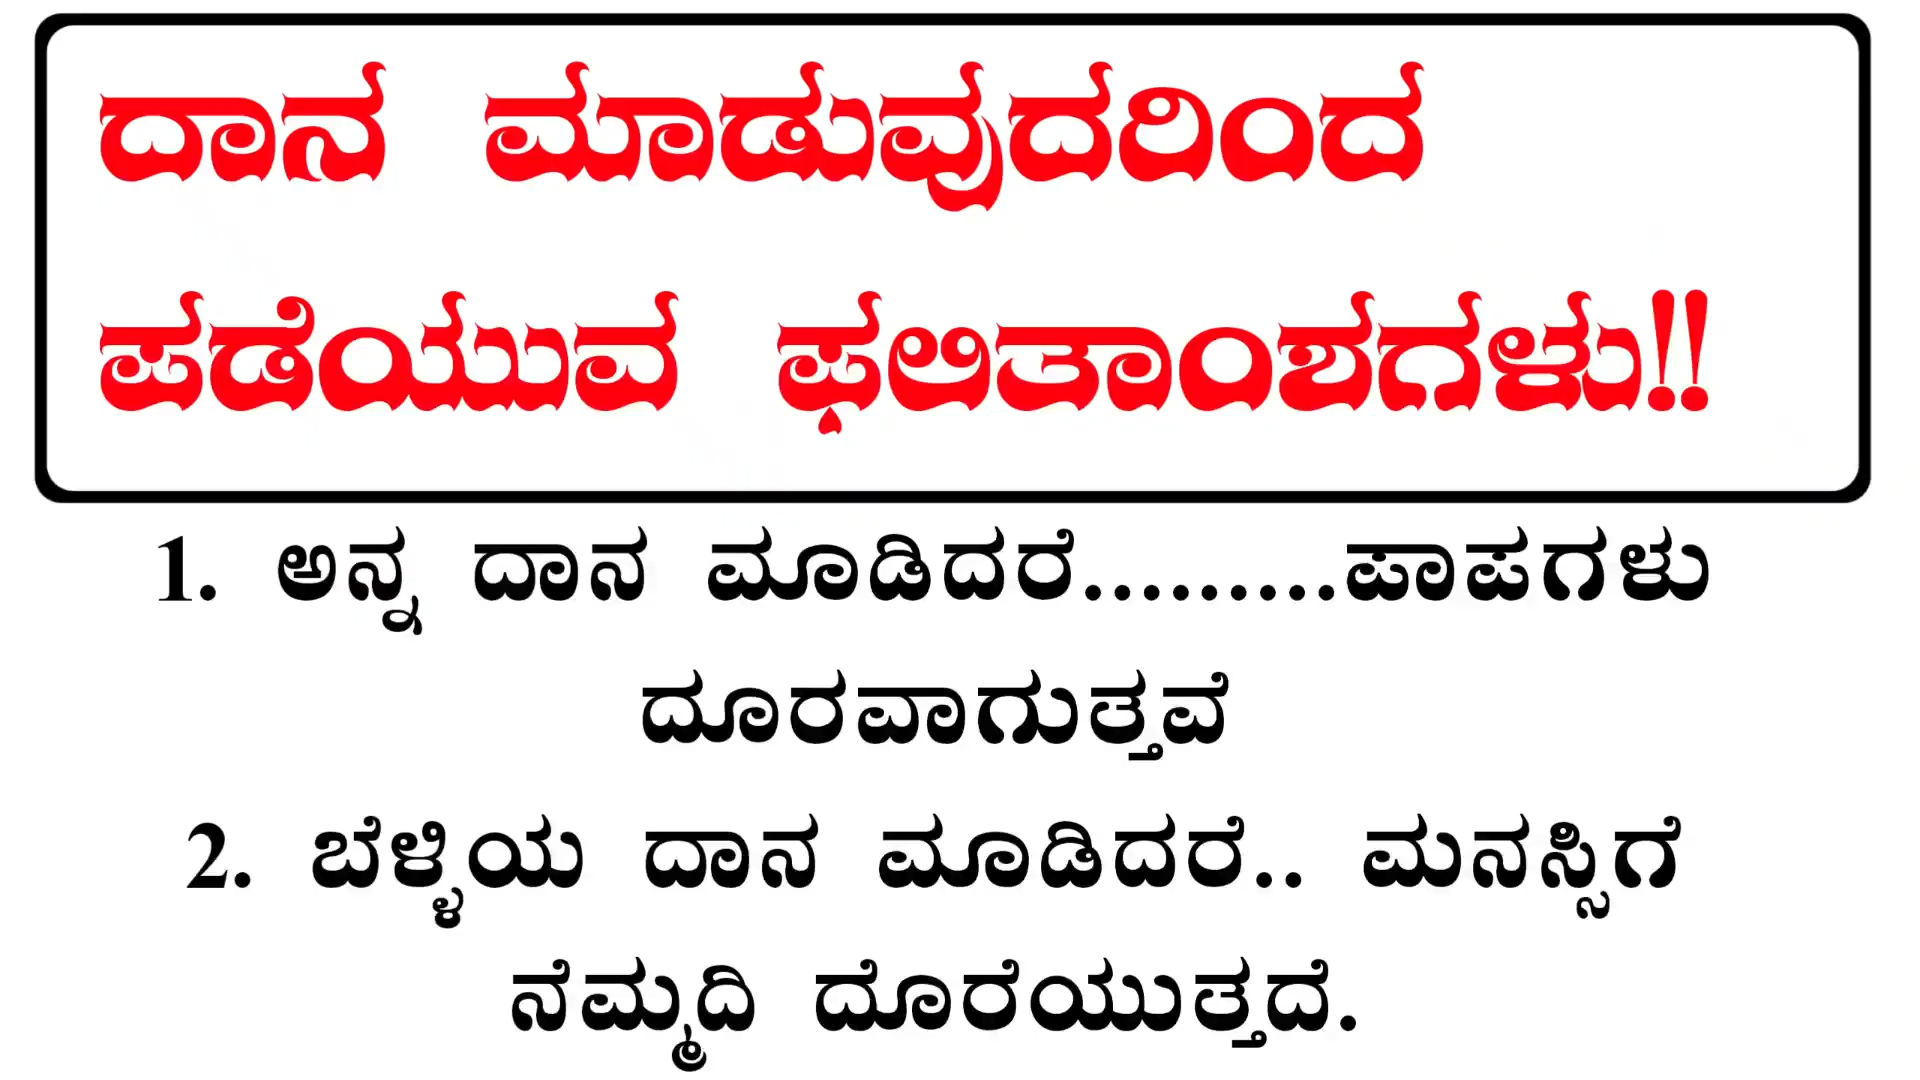 ದಾನ ಮಾಡುವುದರಿಂದ
ಪಡೆಯುವ ಫಲಿತಾಂಶಗಳು!!
1. ಅನ್ನ ದಾನ ಮಾಡಿದರೆ.........ಪಾಪಗಳು
ದೂರವಾಗುತ್ತವೆ
2. ಬೆಳ್ಳಿಯ ದಾನ ಮಾಡಿದರೆ.. ಮನಸ್ಸಿಗೆ
ನೆಮ್ಮದಿ ದೊರೆಯುತ್ತದೆ.